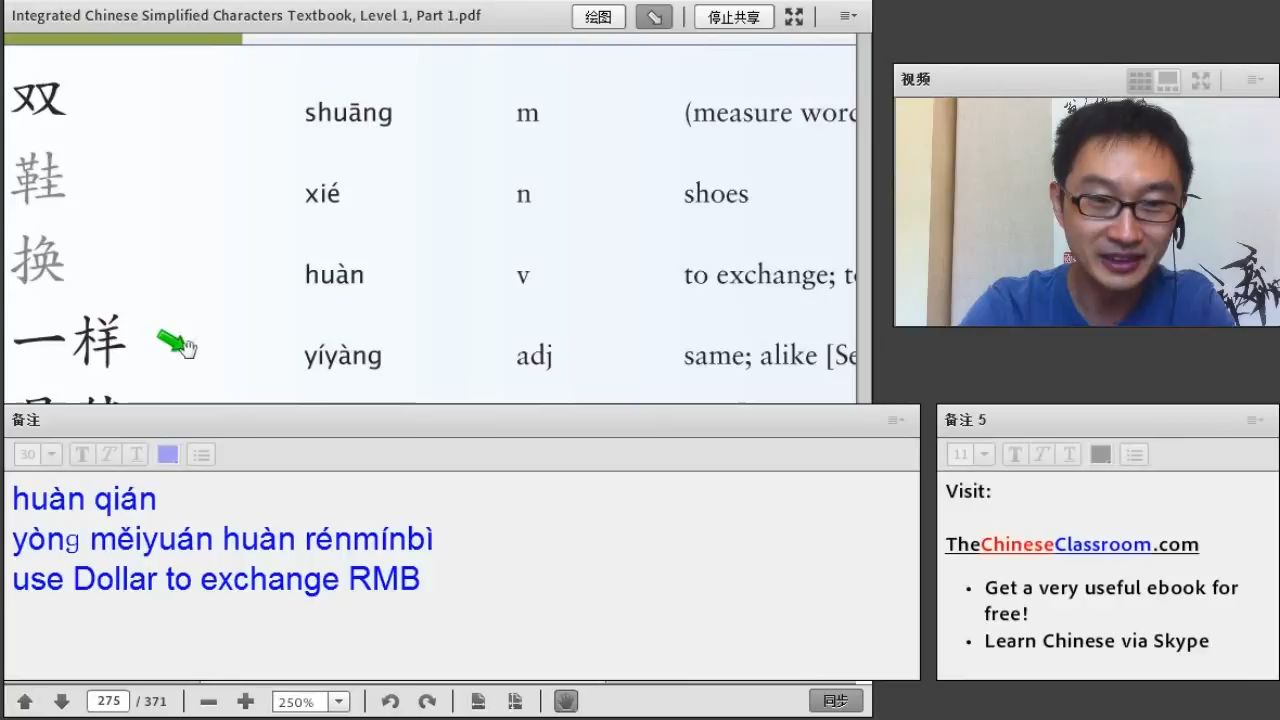 Integrated Chinese Simplified Characters Textbook, Level 1, Part 1.pdf
绘图
停止共享
双 shuāng m (measure word
鞋 xié n shoes
换 huàn v to exchange; to
一样 yíyàng adj same; alike [Se
视频
备注
30
huàn qián
yòng měiyuán huàn rénmínbì
use Dollar to exchange RMB
备注 5
11
Visit:
TheChineseClassroom.com
• Get a very useful ebook for
free!
• Learn Chinese via Skype
275 / 371
250%
同步